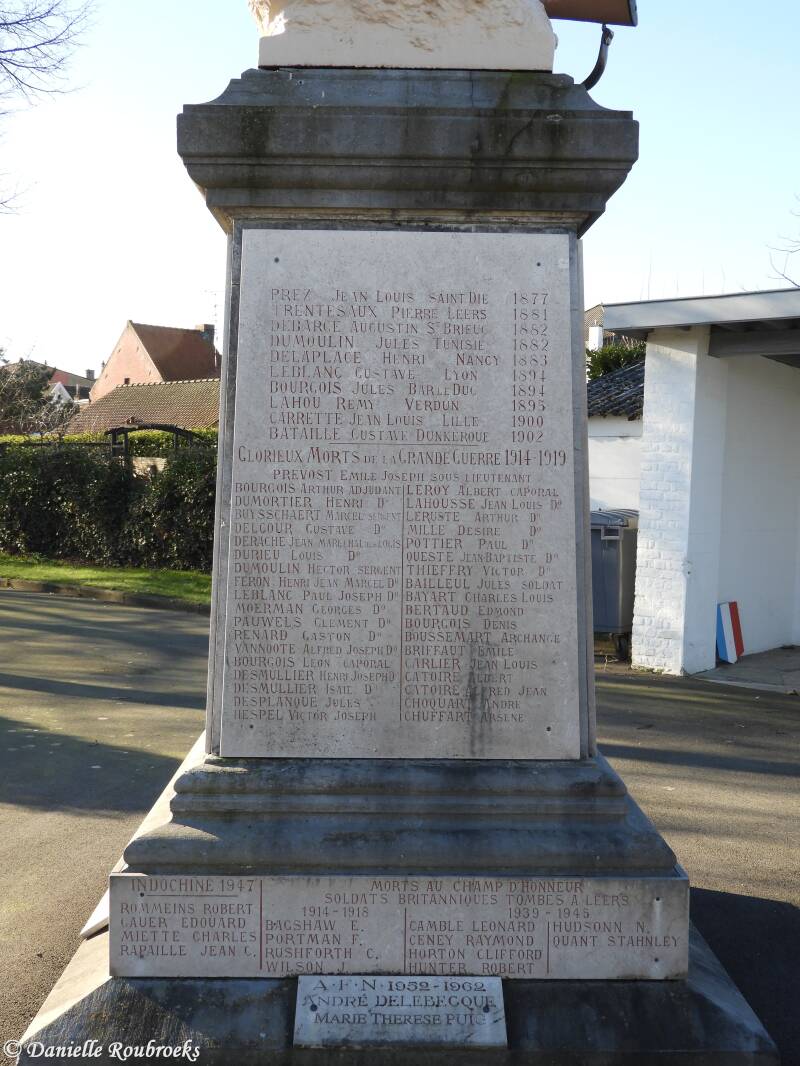 PREZ JEAN LOUIS SAINT DIE 1877
TRENTESAUX PIERRE LEERS 1881
DEBARGE AUGUSTIN St BRIEUC 1882
DUMOULIN JULES TUNISIE 1882
DELAPLACE HENRI NANCY 1883
LEBLANC GUSTAVE LYON 1894
BOURGOIS JULES BAR LE DUC 1894
LAHOU REMY VERDUN 1895
CARRETTE JEAN LOUIS LILLE 1900
BATAILLE GUSTAVE DUNKERQUE 1902
GLORIEUX MORTS DE LA GRANDE GUERRE 1914-1919
PREVOST EMILE JOSEPH SOUS LIEUTENANT
BOURGOIS ARTHUR ADJUDANT
DUMORTIER HENRI Do
BUYSSCHAERT MARCEL SERGENT
DELCOUR GUSTAVE Do
DERACHE JEAN MARECHAL DES LOGIS
DURIEU LOUIS Do
DUMOULIN HECTOR SERGENT
FERON HENRI JEAN MARCEL Do
LEBLANC PAUL JOSEPH Do
MOERMAN GEORGES Do
PAUWELS CLEMENT Do
RENARD GASTON Do
VANNOOTE ALFRED JOSEPH Do
BOURGOIS LEON CAPORAL
DESMULLIER HENRI JOSEPH Do
DESMULLIER ISAIE Do
DESPLANQUE JULES
HESPEL VICTOR JOSEPH
LEROY ALBERT CAPORAL
LAHOUSSE JEAN LOUIS Do
LERUSTE ARTHUR Do
MILLE DESIRE Do
POTTIER PAUL Do
QUESTE JEAN BAPTISTE Do
THIEFFRY VICTOR Do
BAILLEUL JULES SOLDAT
BAYART CHARLES LOUIS
BERTAUD EDMOND
BOURGOIS DENIS
BOUSSEMART ARCHANGE
BRIFFAUT EMILE
CARLIER JEAN LOUIS
CATOIRE ALBERT
CATOIRE ALFRED JEAN
CHOQUART ANDRE
CHUFFART ARSENE
INDOCHINE 1947
ROMMEINS ROBERT
CAUER EDOUARD
MIETTE CHARLES
RAPAILLE JEAN C.
MORTS AU CHAMP D'HONNEUR
SOLDATS BRITANNIQUES TOMBES A LEERS
1914-1918
BAGSHAW E.
PORTMAN F.
RUSHFORTH C.
WILSON J.
1939-1945
GAMBLE LEONARD
CENEY RAYMOND
HORTON CLIFFORD
HUNTER ROBERT
HUDSONN N.
QUANT STAHNLEY
A.F.N 1952-1962
ANDRÉ DELEBECQUE
MARIE THERESE PUIG
© Danielle Roubroeks